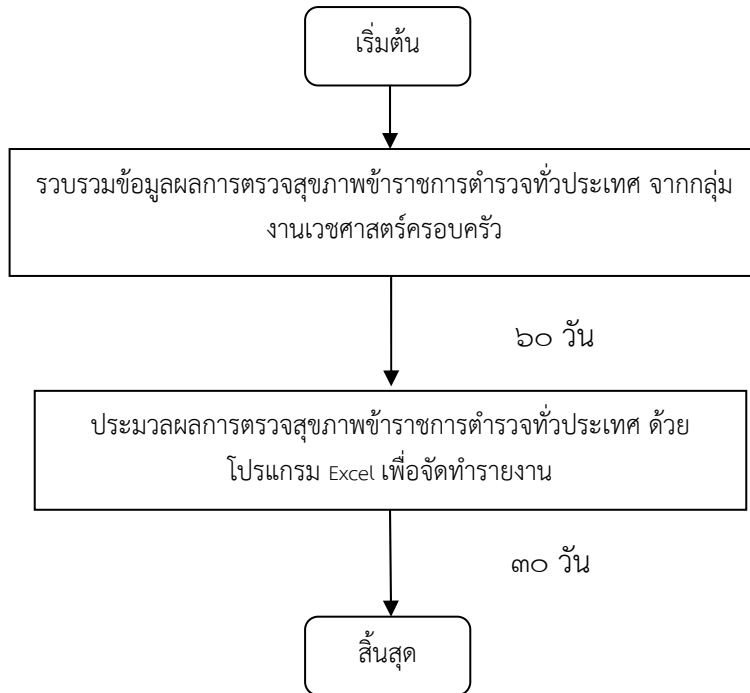 เริ่มต้น
รวบรวมข้อมูลผลการตรวจสุขภาพข้าราชการตำรวจทั่วประเทศ จากกลุ่ม
งานเวชศาสตร์ครอบครัว
๖๐ วัน
ประมวลผลการตรวจสุขภาพข้าราชการตำรวจทั่วประเทศ ด้วย
โปรแกรม Excel เพื่อจัดทำรายงาน
๓๐ วัน
สิ้นสุด